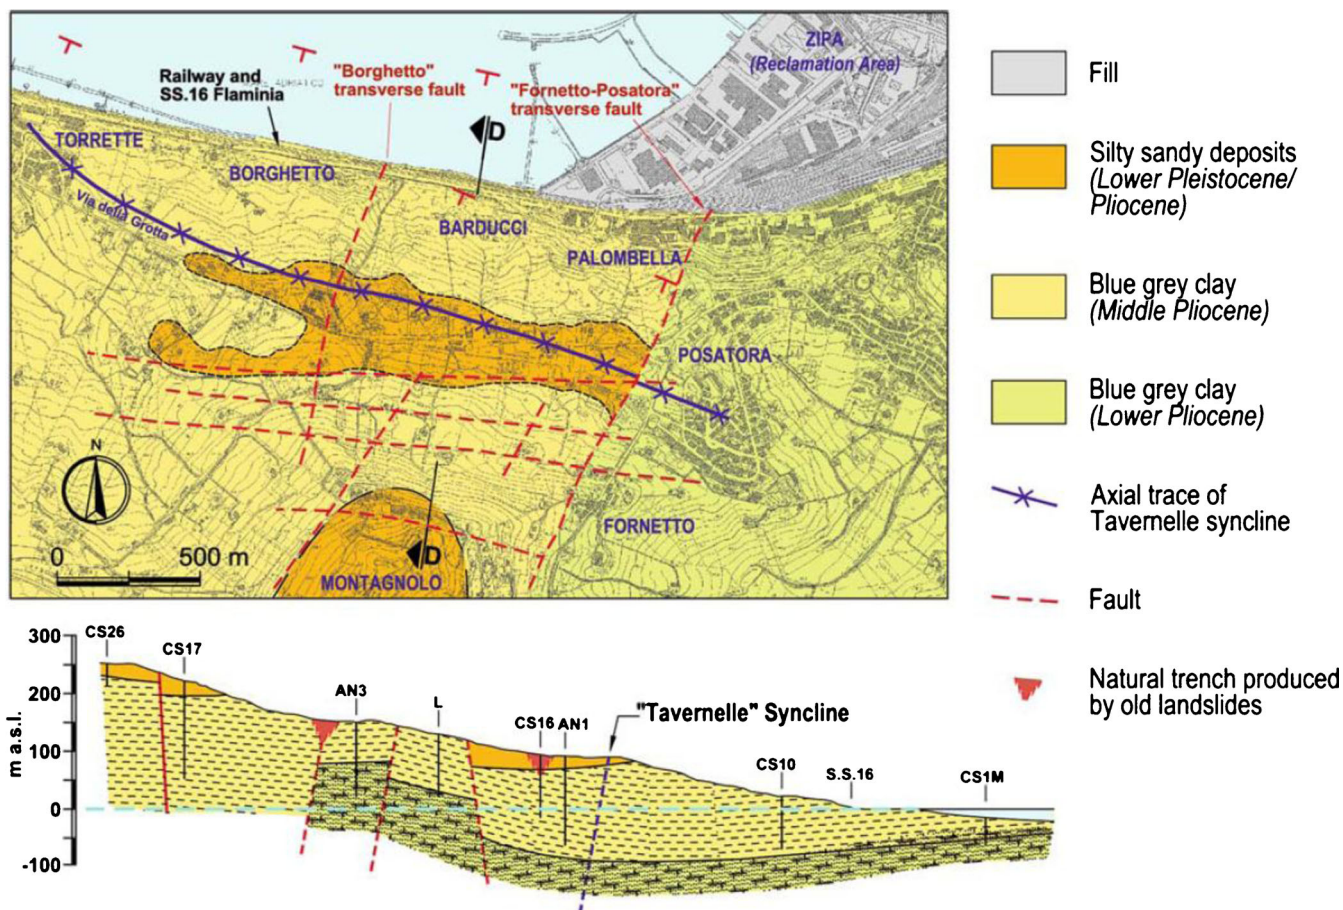 ZIPA
(Reclamation Area)
Railway and
SS.16 Flaminia
"Borghetto"
transverse fault
"Fornetto-Posatora"
transverse fault
D
TORRETTE
BORGHETTO
Via della Grotta
BARDUCCI
PALOMBELLA
POSATORA
FORNETTO
MONTAGNOLO
D
N
0 500 m
Fill
Silty sandy deposits
(Lower Pleistocene/
Pliocene)
Blue grey clay
(Middle Pliocene)
Blue grey clay
(Lower Pliocene)
Axial trace of
Tavernelle syncline
Fault
Natural trench produced
by old landslides
m a.s.l.
300
200
100
0
-100
CS26
CS17
AN3
L
CS16 AN1
"Tavernelle" Syncline
CS10
S.S.16
CS1M